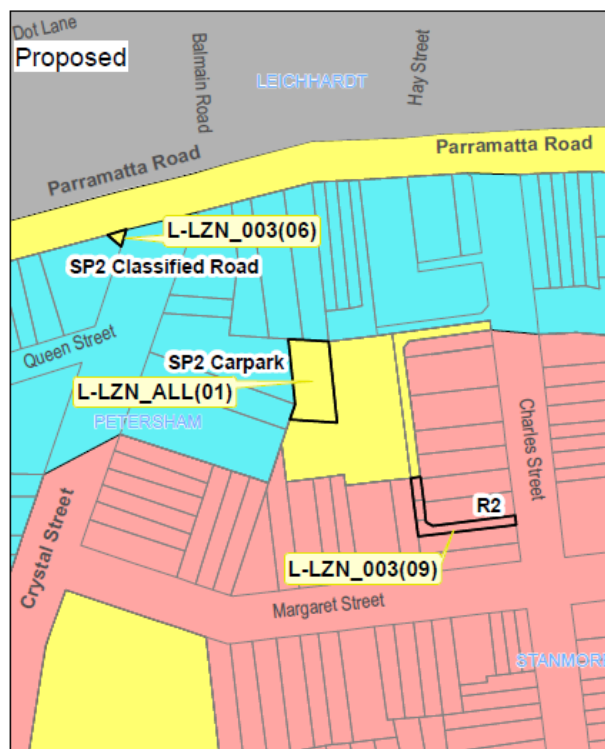 Dot Lane
Proposed
Balmain Road
LEICHHARDT
Hay Street
Parramatta Road
Parramatta Road
L-LZN_003(06)
SP2 Classified Road
Queen Street
SP2 Carpark
L-LZN_ALL(01)
PETERSHAM
Charles Street
R2
Crystal Street
L-LZN_003(09)
Margaret Street
STANMOR